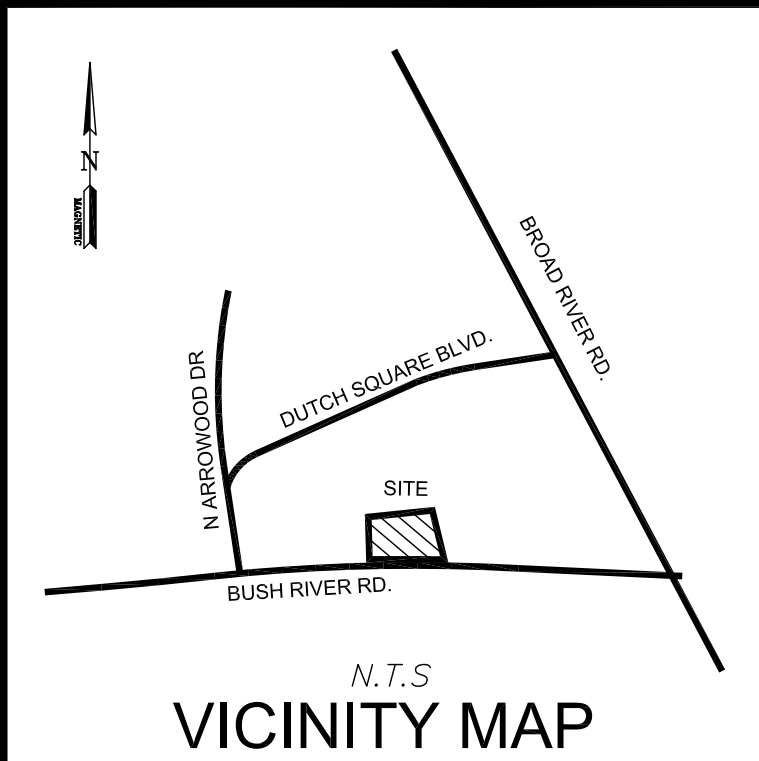 N
MAGNETIC
BROAD RIVER RD.
DUTCH SQUARE BLVD.
N ARROWOOD DR
SITE
BUSH RIVER RD.
N.T.S
VICINITY MAP